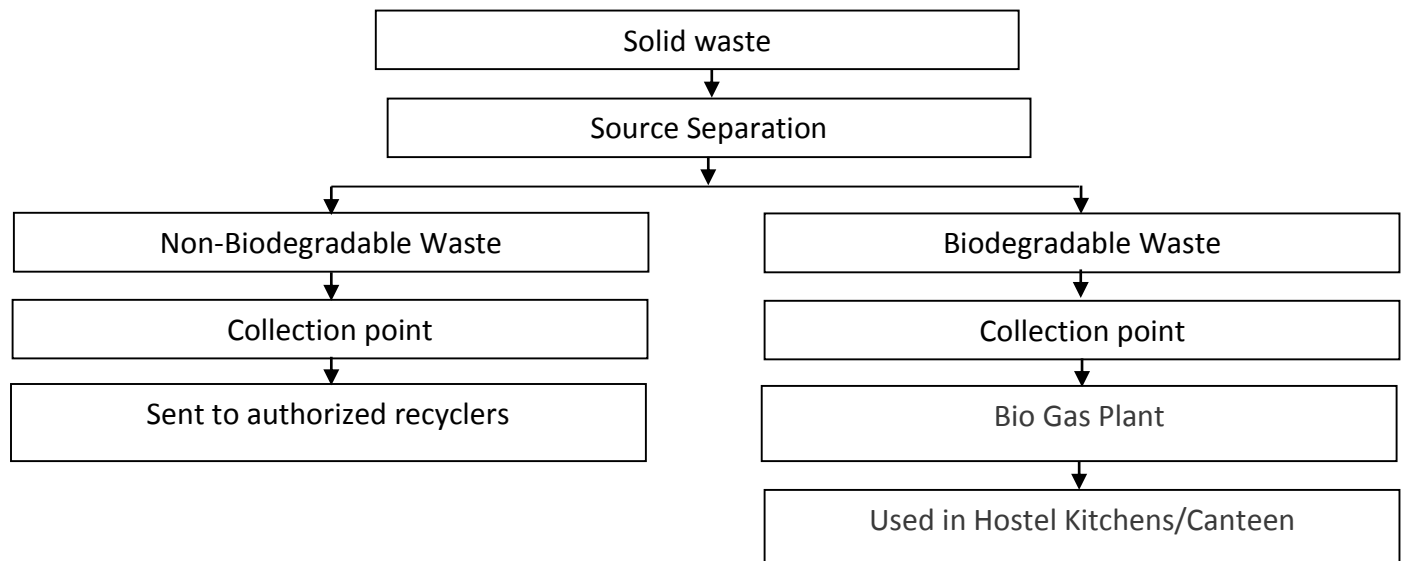 Solid waste
Source Separation
Non-Biodegradable Waste
Biodegradable Waste
Collection point
Collection point
Sent to authorized recyclers
Bio Gas Plant
Used in Hostel Kitchens/Canteen